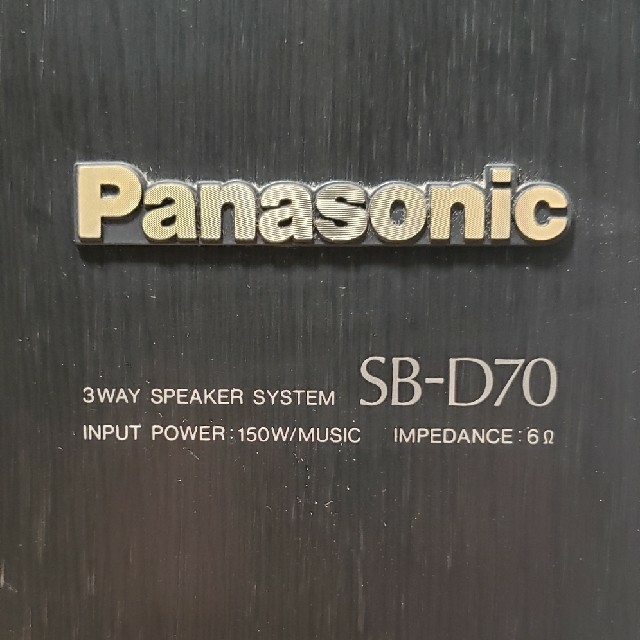 Panasonic
3WAY SPEAKER SYSTEM SB-D70
INPUT POWER:150W/MUSIC IMPEDANCE:6Ω